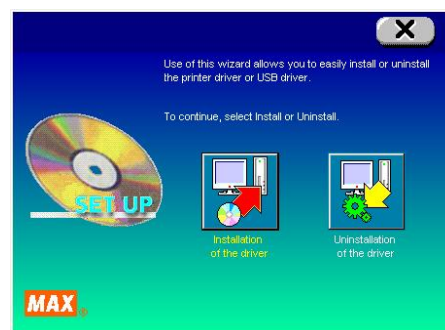 X
Use of this wizard allows you to easily install or uninstall
the printer driver or USB driver.
To continue, select Install or Uninstall.
SET UP
Installation
of the driver
Uninstallation
of the driver
MAX®